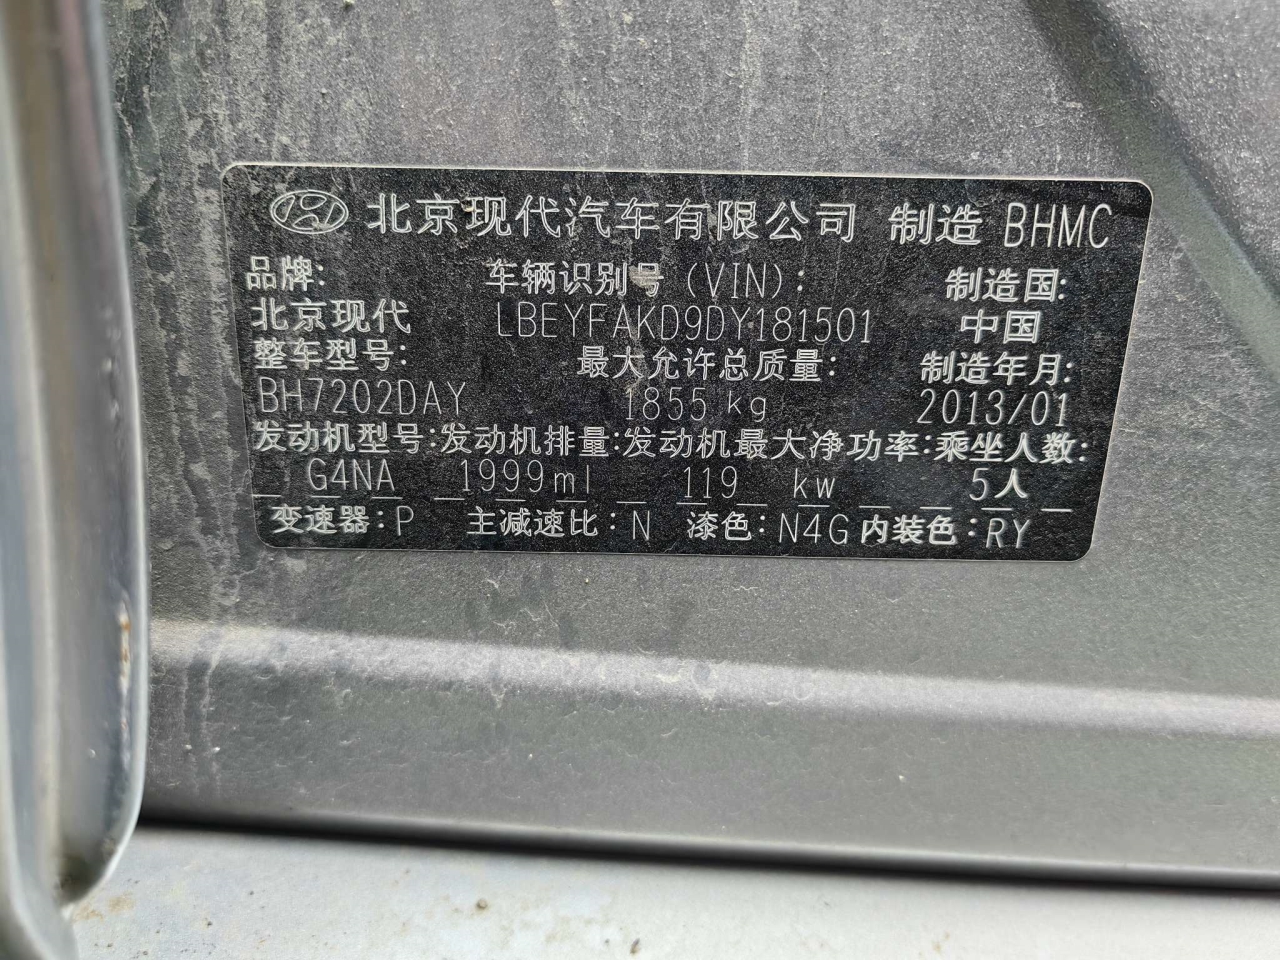 北京现代汽车有限公司 制造 BHMC
品牌: 车辆识别号 (VIN): 制造国:
北京现代 LBEYFAKD9DY181501 中国
整车型号: 最大允许总质量: 制造年月:
BH7202DAY 1855 kg 2013/01
发动机型号: 发动机排量: 发动机最大净功率: 乘坐人数:
G4NA 1999ml 119 kw 5人
变速器: P 主减速比: N 漆色: N4G 内装色: RY